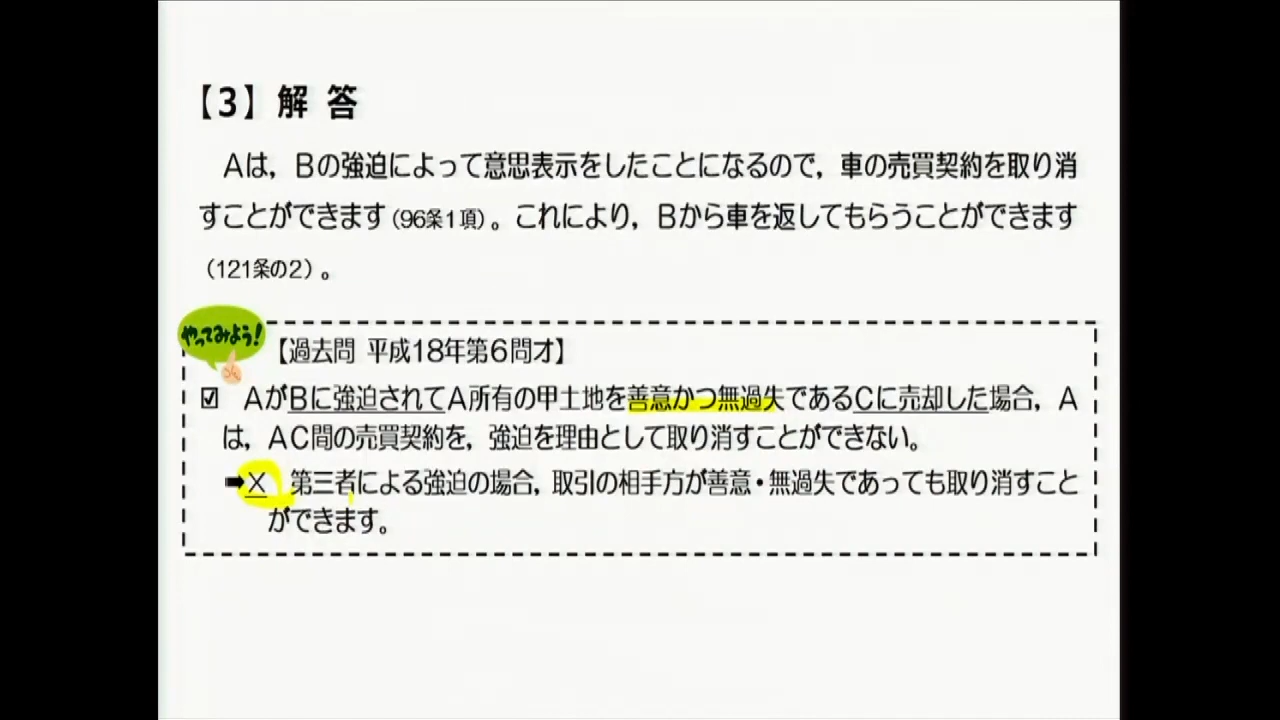 【3】 解 答
Aは，Bの強迫によって意思表示をしたことになるので，車の売買契約を取り消
すことができます（96条1項）。これにより，Bから車を返してもらうことができます
（121条の2）。
やってみよう！
【過去問 平成18年第6問オ】
☑ AがBに強迫されてA所有の甲土地を善意かつ無過失であるCに売却した場合，A
は，AC間の売買契約を，強迫を理由として取り消すことができない。
➡× 第三者による強迫の場合，取引の相手方が善意・無過失であっても取り消すこと
ができます。